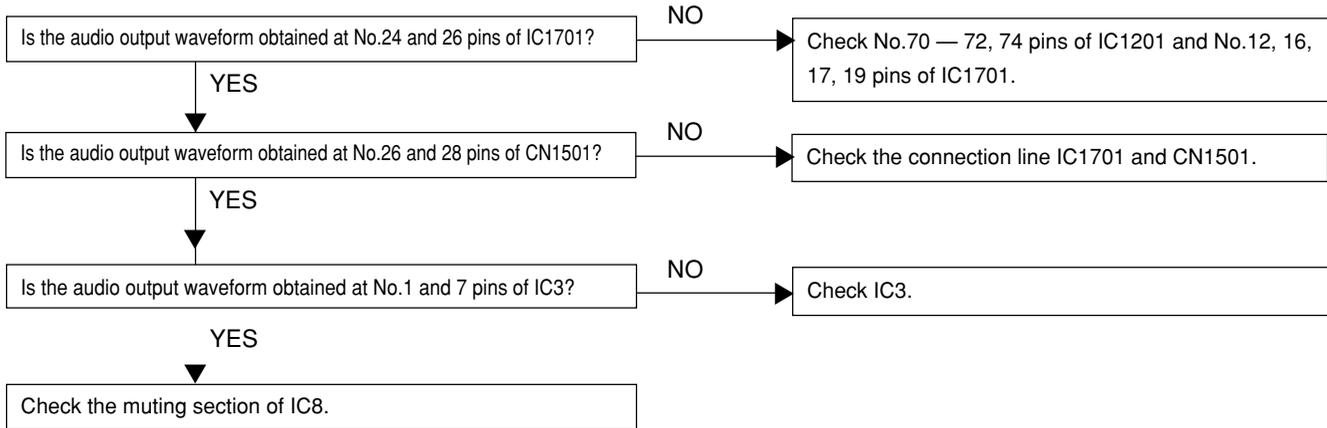 Is the audio output waveform obtained at No.24 and 26 pins of IC1701?
NO
Check No.70 — 72, 74 pins of IC1201 and No.12, 16,
17, 19 pins of IC1701.
YES
Is the audio output waveform obtained at No.26 and 28 pins of CN1501?
NO
Check the connection line IC1701 and CN1501.
YES
Is the audio output waveform obtained at No.1 and 7 pins of IC3?
NO
Check IC3.
YES
Check the muting section of IC8.